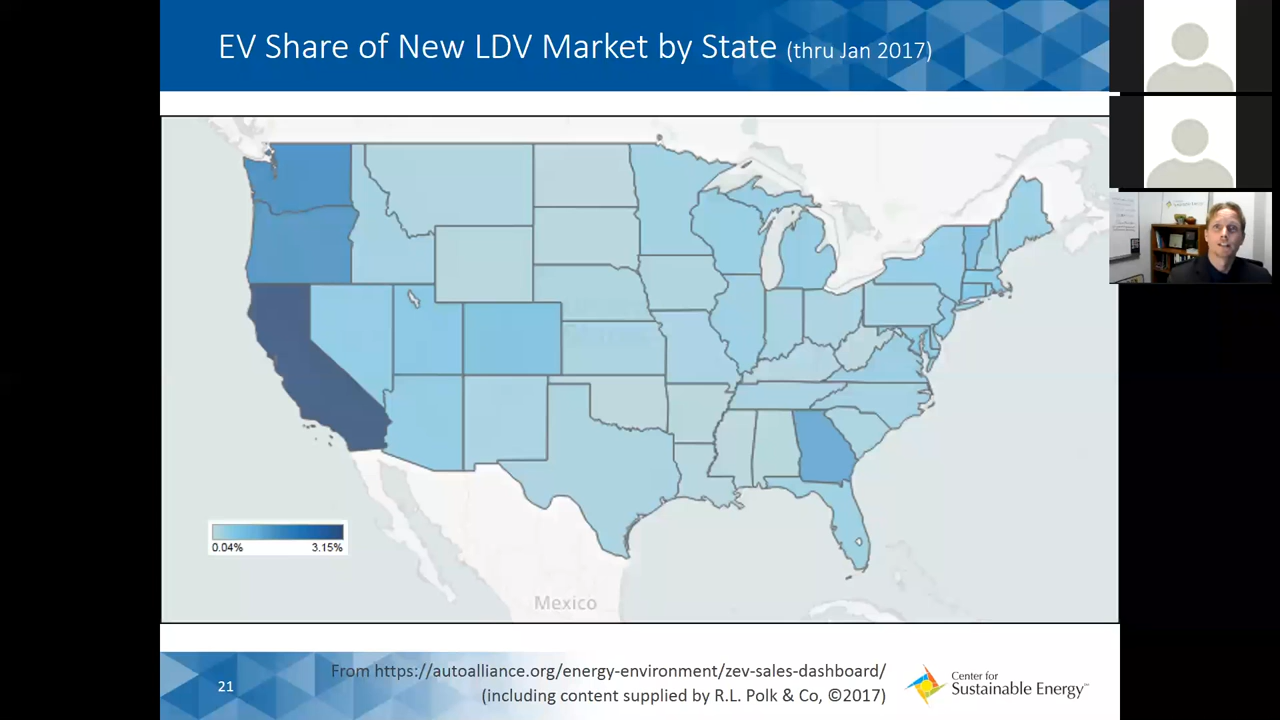 EV Share of New LDV Market by State (thru Jan 2017)
0.04%
3.15%
Mexico
21
From https://autoalliance.org/energy-environment/zev-sales-dashboard/
(including content supplied by R.L. Polk & Co, ©2017)
Center for
Sustainable Energy™